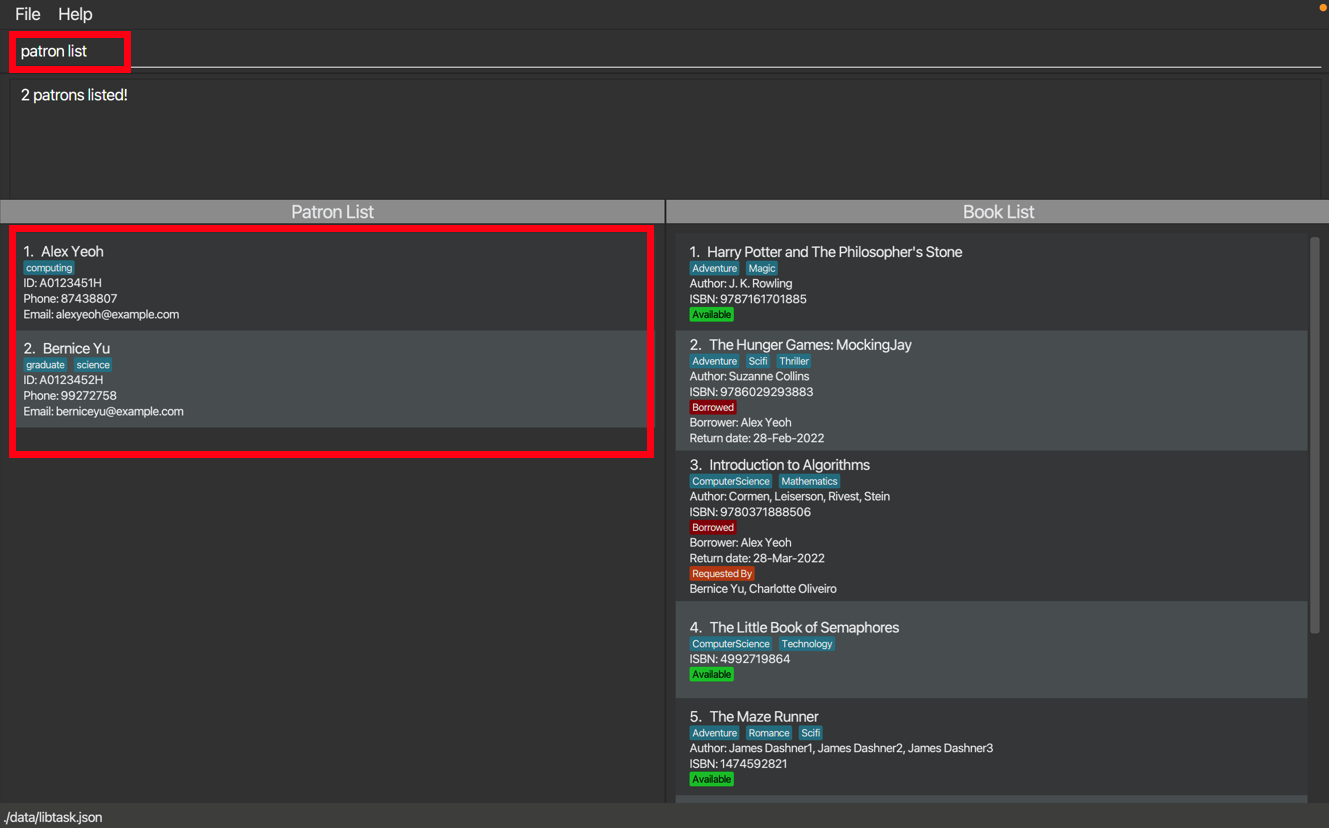 File Help
patron list
2 patrons listed!
Patron List
1. Alex Yeoh
computing
ID: A0123451H
Phone: 87438807
Email: alexyeoh@example.com
2. Bernice Yu
graduate science
ID: A0123452H
Phone: 99272758
Email: berniceyu@example.com
Book List
1. Harry Potter and The Philosopher's Stone
Adventure Magic
Author: J. K. Rowling
ISBN: 9787161701885
Available
2. The Hunger Games: MockingJay
Adventure Scifi Thriller
Author: Suzanne Collins
ISBN: 9786029293883
Borrowed
Borrower: Alex Yeoh
Return date: 28-Feb-2022
3. Introduction to Algorithms
ComputerScience Mathematics
Author: Cormen, Leiserson, Rivest, Stein
ISBN: 9780371888506
Borrowed
Borrower: Alex Yeoh
Return date: 28-Mar-2022
Requested By
Bernice Yu, Charlotte Oliveiro
4. The Little Book of Semaphores
ComputerScience Technology
ISBN: 4992719864
Available
5. The Maze Runner
Adventure Romance Scifi
Author: James Dashner1, James Dashner2, James Dashner3
ISBN: 1474592821
Available
./data/libtask.json